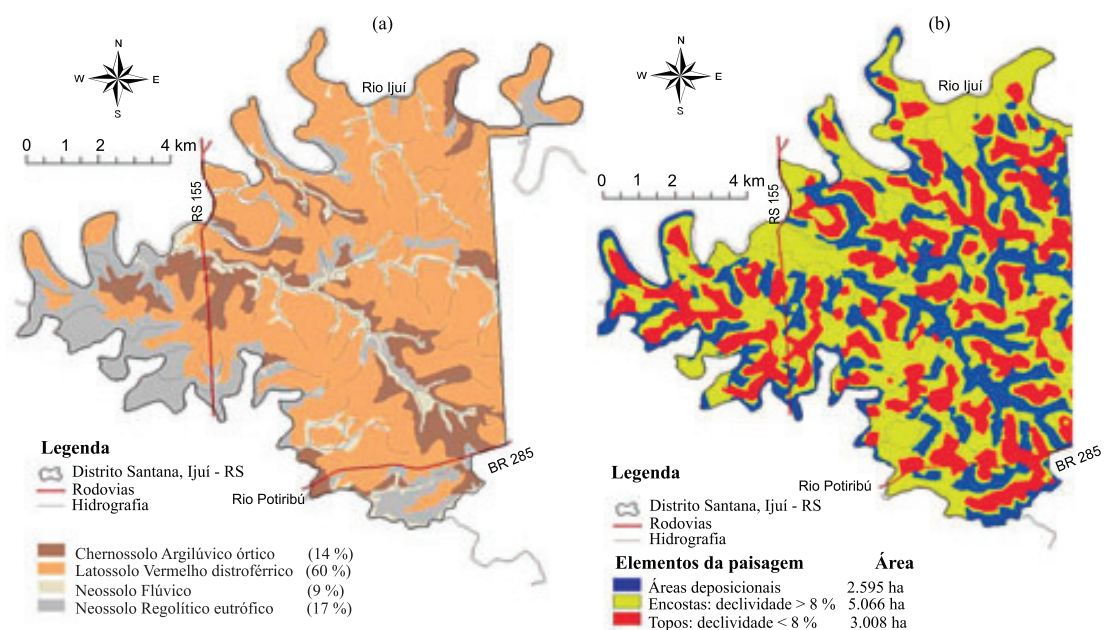 (a)
N
W E
S
Rio Ijuí
0 1 2 4 km
RS 155
BR 285
Rio Potiribú
Legenda
Distrito Santana, Ijuí - RS
Rodovias
Hidrografia
Chernossolo Argilúvico órtico (14 %)
Latossolo Vermelho distroférrico (60 %)
Neossolo Flúvico (9 %)
Neossolo Regolítico eutrófico (17 %)
(b)
N
W E
S
Rio Ijuí
0 1 2 4 km
RS 155
BR 285
Rio Potiribú
Legenda
Distrito Santana, Ijuí - RS
Rodovias
Hidrografia
Elementos da paisagem Área
Áreas deposicionais 2.595 ha
Encostas: declividade > 8 % 5.066 ha
Topos: declividade < 8 % 3.008 ha